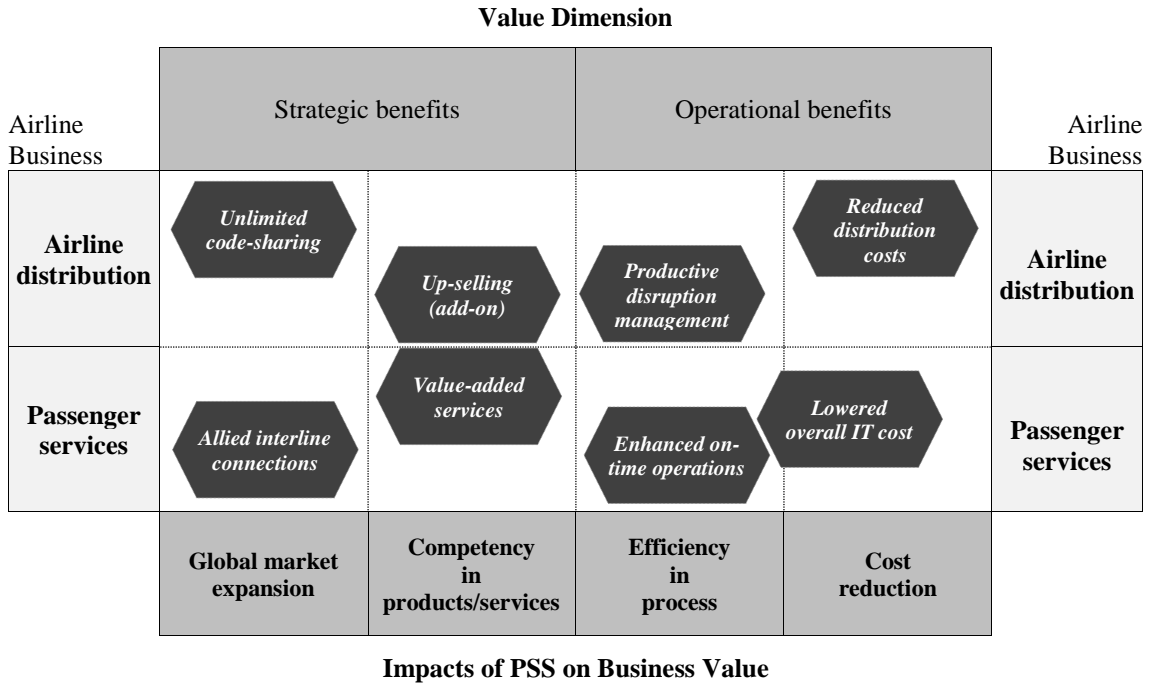 Value Dimension
Strategic benefits
Operational benefits
Airline
Business
Airline
Business
Airline
distribution
Unlimited
code-sharing
Up-selling
(add-on)
Productive
disruption
management
Reduced
distribution
costs
Airline
distribution
Passenger
services
Allied interline
connections
Value-added
services
Enhanced on-
time operations
Lowered
overall IT cost
Passenger
services
Global market
expansion
Competency
in
products/services
Efficiency
in
process
Cost
reduction
Impacts of PSS on Business Value